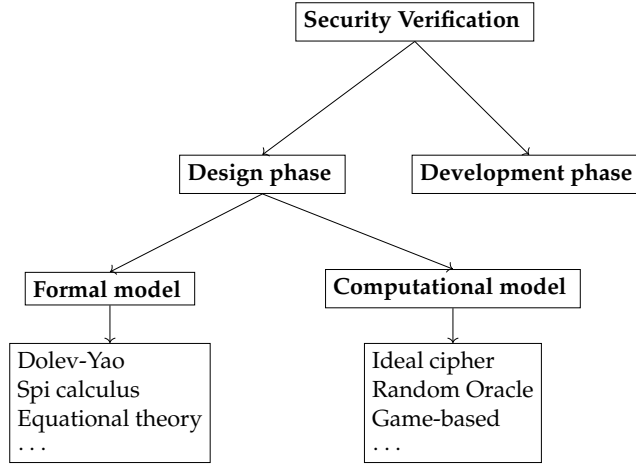 Security Verification
Design phase
Development phase
Formal model
Computational model
Dolev-Yao
Spi calculus
Equational theory
. . .
Ideal cipher
Random Oracle
Game-based
. . .